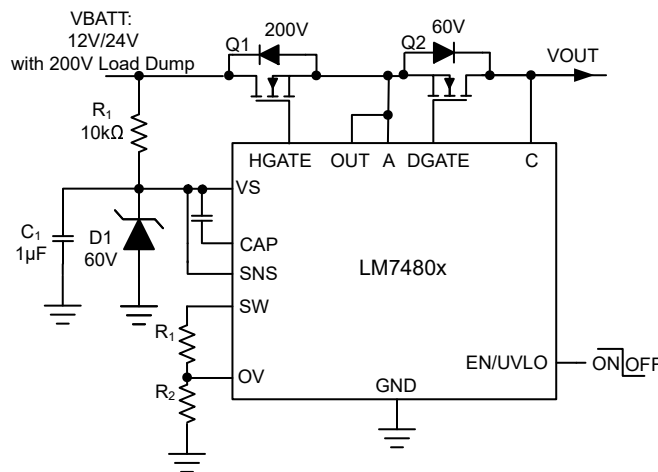 VBATT:
12V/24V
with 200V Load Dump
Q1
200V
Q2
60V
VOUT
R1
10kΩ
HGATE
OUT
A
DGATE
C
VS
C1
1µF
D1
60V
CAP
SNS
LM7480x
SW
R1
OV
R2
EN/UVLO
ON
OFF
GND